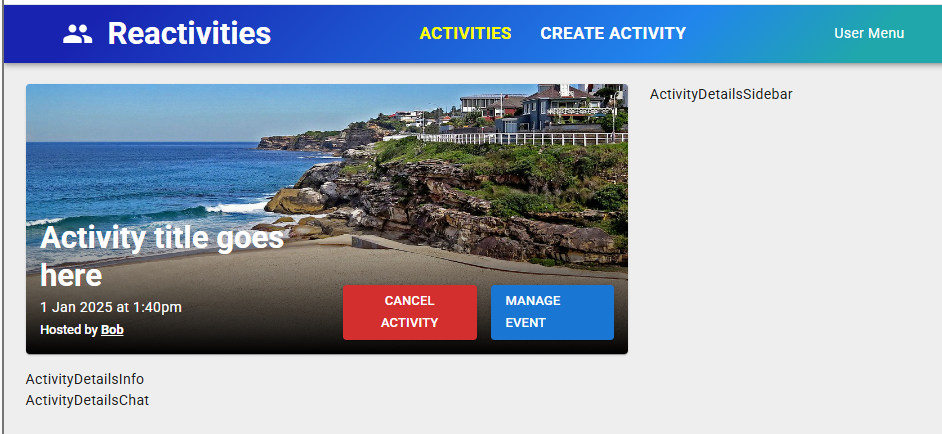 Reactivities
ACTIVITIES
CREATE ACTIVITY
User Menu
ActivityDetailsSidebar
Activity title goes
here
1 Jan 2025 at 1:40pm
Hosted by Bob
CANCEL
ACTIVITY
MANAGE
EVENT
ActivityDetailsInfo
ActivityDetailsChat